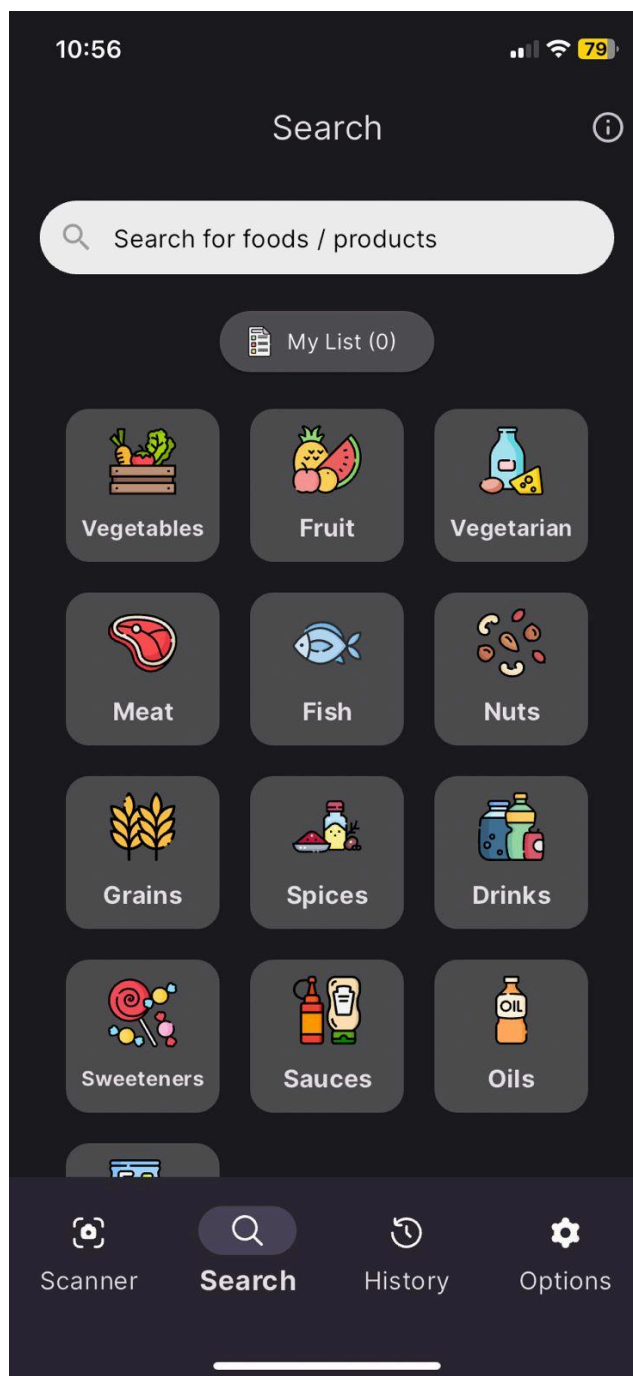 10:56
79
Search
Search for foods / products
My List (0)
Vegetables
Fruit
Vegetarian
Meat
Fish
Nuts
Grains
Spices
Drinks
OIL
Sweeteners
Sauces
Oils
Scanner
Search
History
Options